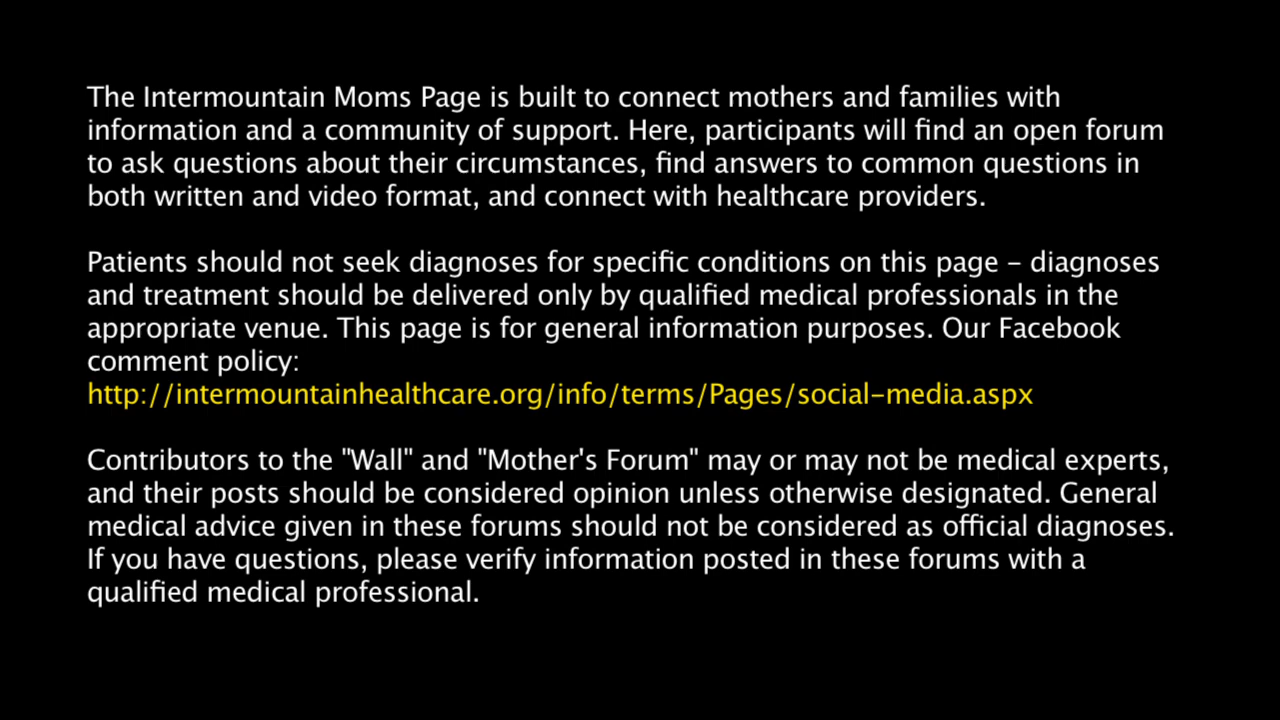 The Intermountain Moms Page is built to connect mothers and families with
information and a community of support. Here, participants will find an open forum
to ask questions about their circumstances, find answers to common questions in
both written and video format, and connect with healthcare providers.
Patients should not seek diagnoses for specific conditions on this page – diagnoses
and treatment should be delivered only by qualified medical professionals in the
appropriate venue. This page is for general information purposes. Our Facebook
comment policy:
http://intermountainhealthcare.org/info/terms/Pages/social-media.aspx
Contributors to the "Wall" and "Mother's Forum" may or may not be medical experts,
and their posts should be considered opinion unless otherwise designated. General
medical advice given in these forums should not be considered as official diagnoses.
If you have questions, please verify information posted in these forums with a
qualified medical professional.